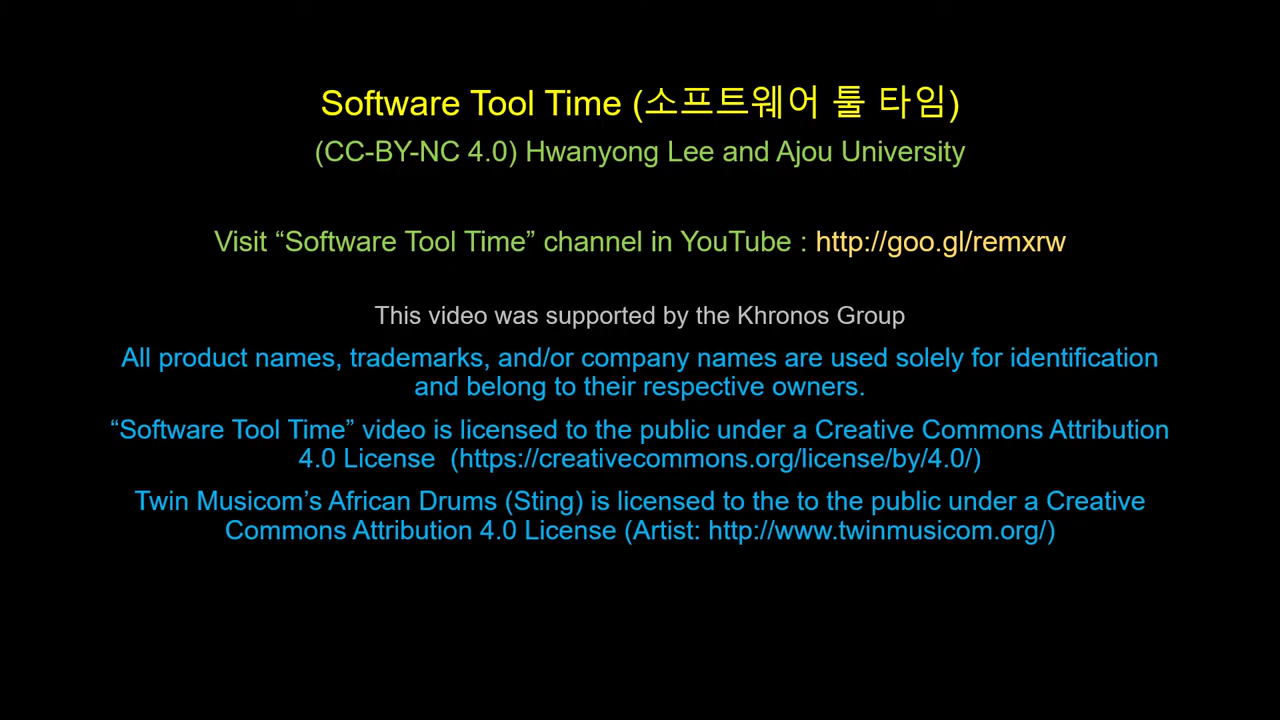 Software Tool Time (소프트웨어 툴 타임)
(CC-BY-NC 4.0) Hwanyong Lee and Ajou University
Visit “Software Tool Time” channel in YouTube : http://goo.gl/remxrw
This video was supported by the Khronos Group
All product names, trademarks, and/or company names are used solely for identification
and belong to their respective owners.
“Software Tool Time” video is licensed to the public under a Creative Commons Attribution
4.0 License  (https://creativecommons.org/license/by/4.0/)
Twin Musicom’s African Drums (Sting) is licensed to the to the public under a Creative
Commons Attribution 4.0 License (Artist: http://www.twinmusicom.org/)